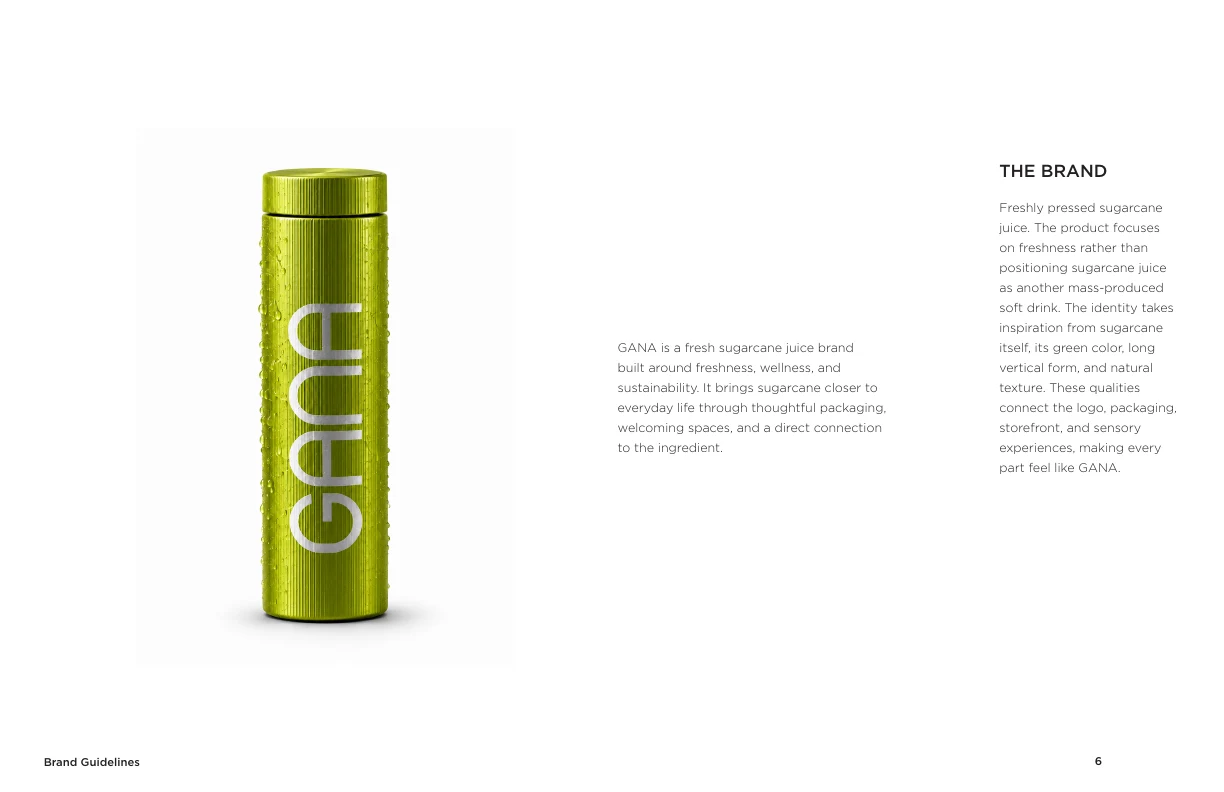 GANA
GANA is a fresh sugarcane juice brand
built around freshness, wellness, and
sustainability. It brings sugarcane closer to
everyday life through thoughtful packaging,
welcoming spaces, and a direct connection
to the ingredient.
THE BRAND
Freshly pressed sugarcane
juice. The product focuses
on freshness rather than
positioning sugarcane juice
as another mass-produced
soft drink. The identity takes
inspiration from sugarcane
itself, its green color, long
vertical form, and natural
texture. These qualities
connect the logo, packaging,
storefront, and sensory
experiences, making every
part feel like GANA.
Brand Guidelines
6